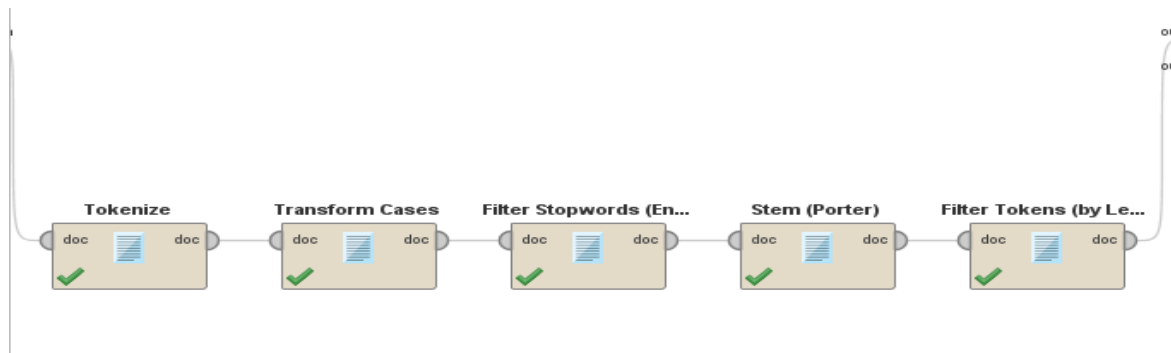 Tokenize
Transform Cases
Filter Stopwords (En...
Stem (Porter)
Filter Tokens (by Le...
doc doc
doc doc
doc doc
doc doc
doc doc